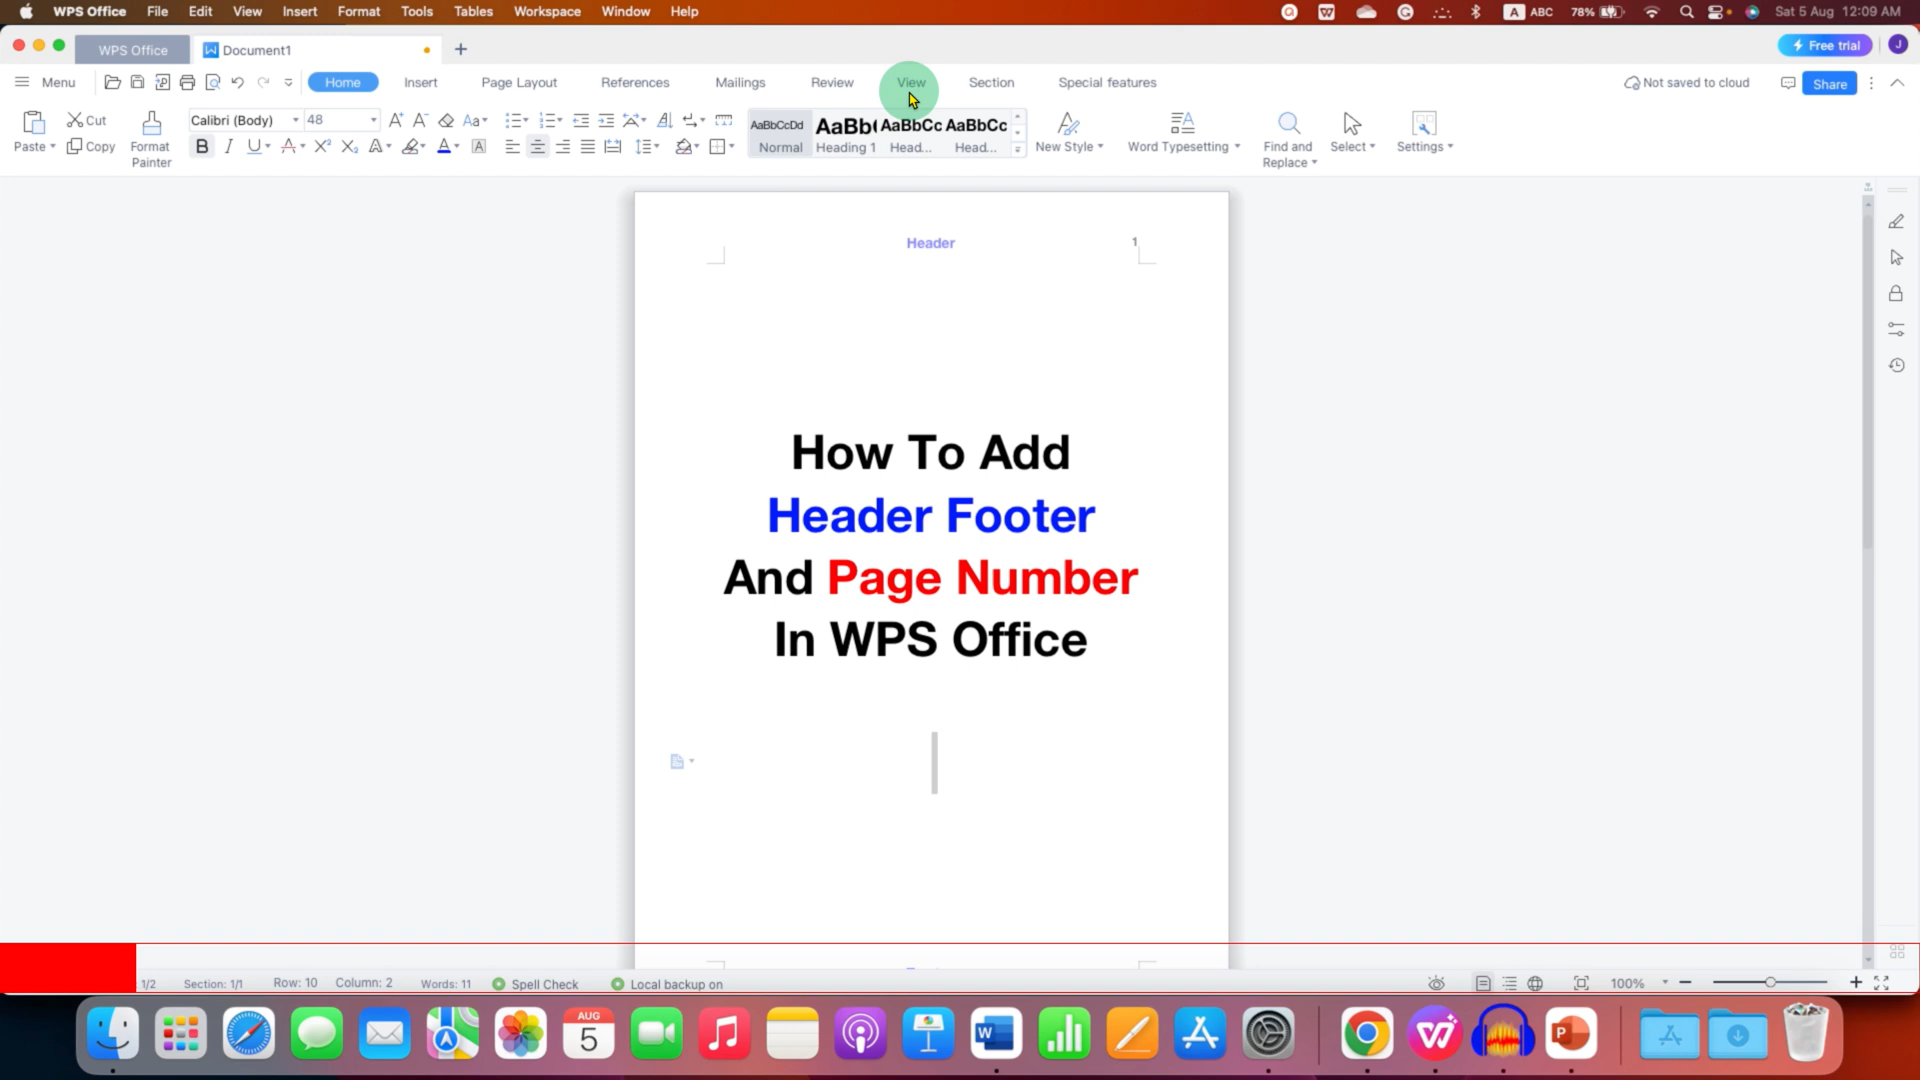 WPS Office File Edit View Insert Format Tools Tables Workspace Window Help A ABC 78% Sat 5 Aug 12:09 AM
WPS Office Document1 Free trial J
Menu Home Insert Page Layout References Mailings Review View Section Special features Not saved to cloud Share
Paste Cut Copy Format Painter Calibri (Body) 48
AaBbCcDd AaBb( AaBbCc AaBbCc
Normal Heading 1 Head... Head...
New Style Word Typesetting Find and Replace Select Settings
Header 1
How To Add
Header Footer
And Page Number
In WPS Office
1/2 Section: 1/1 Row: 10 Column: 2 Words: 11 Spell Check Local backup on 100%
AUG
5